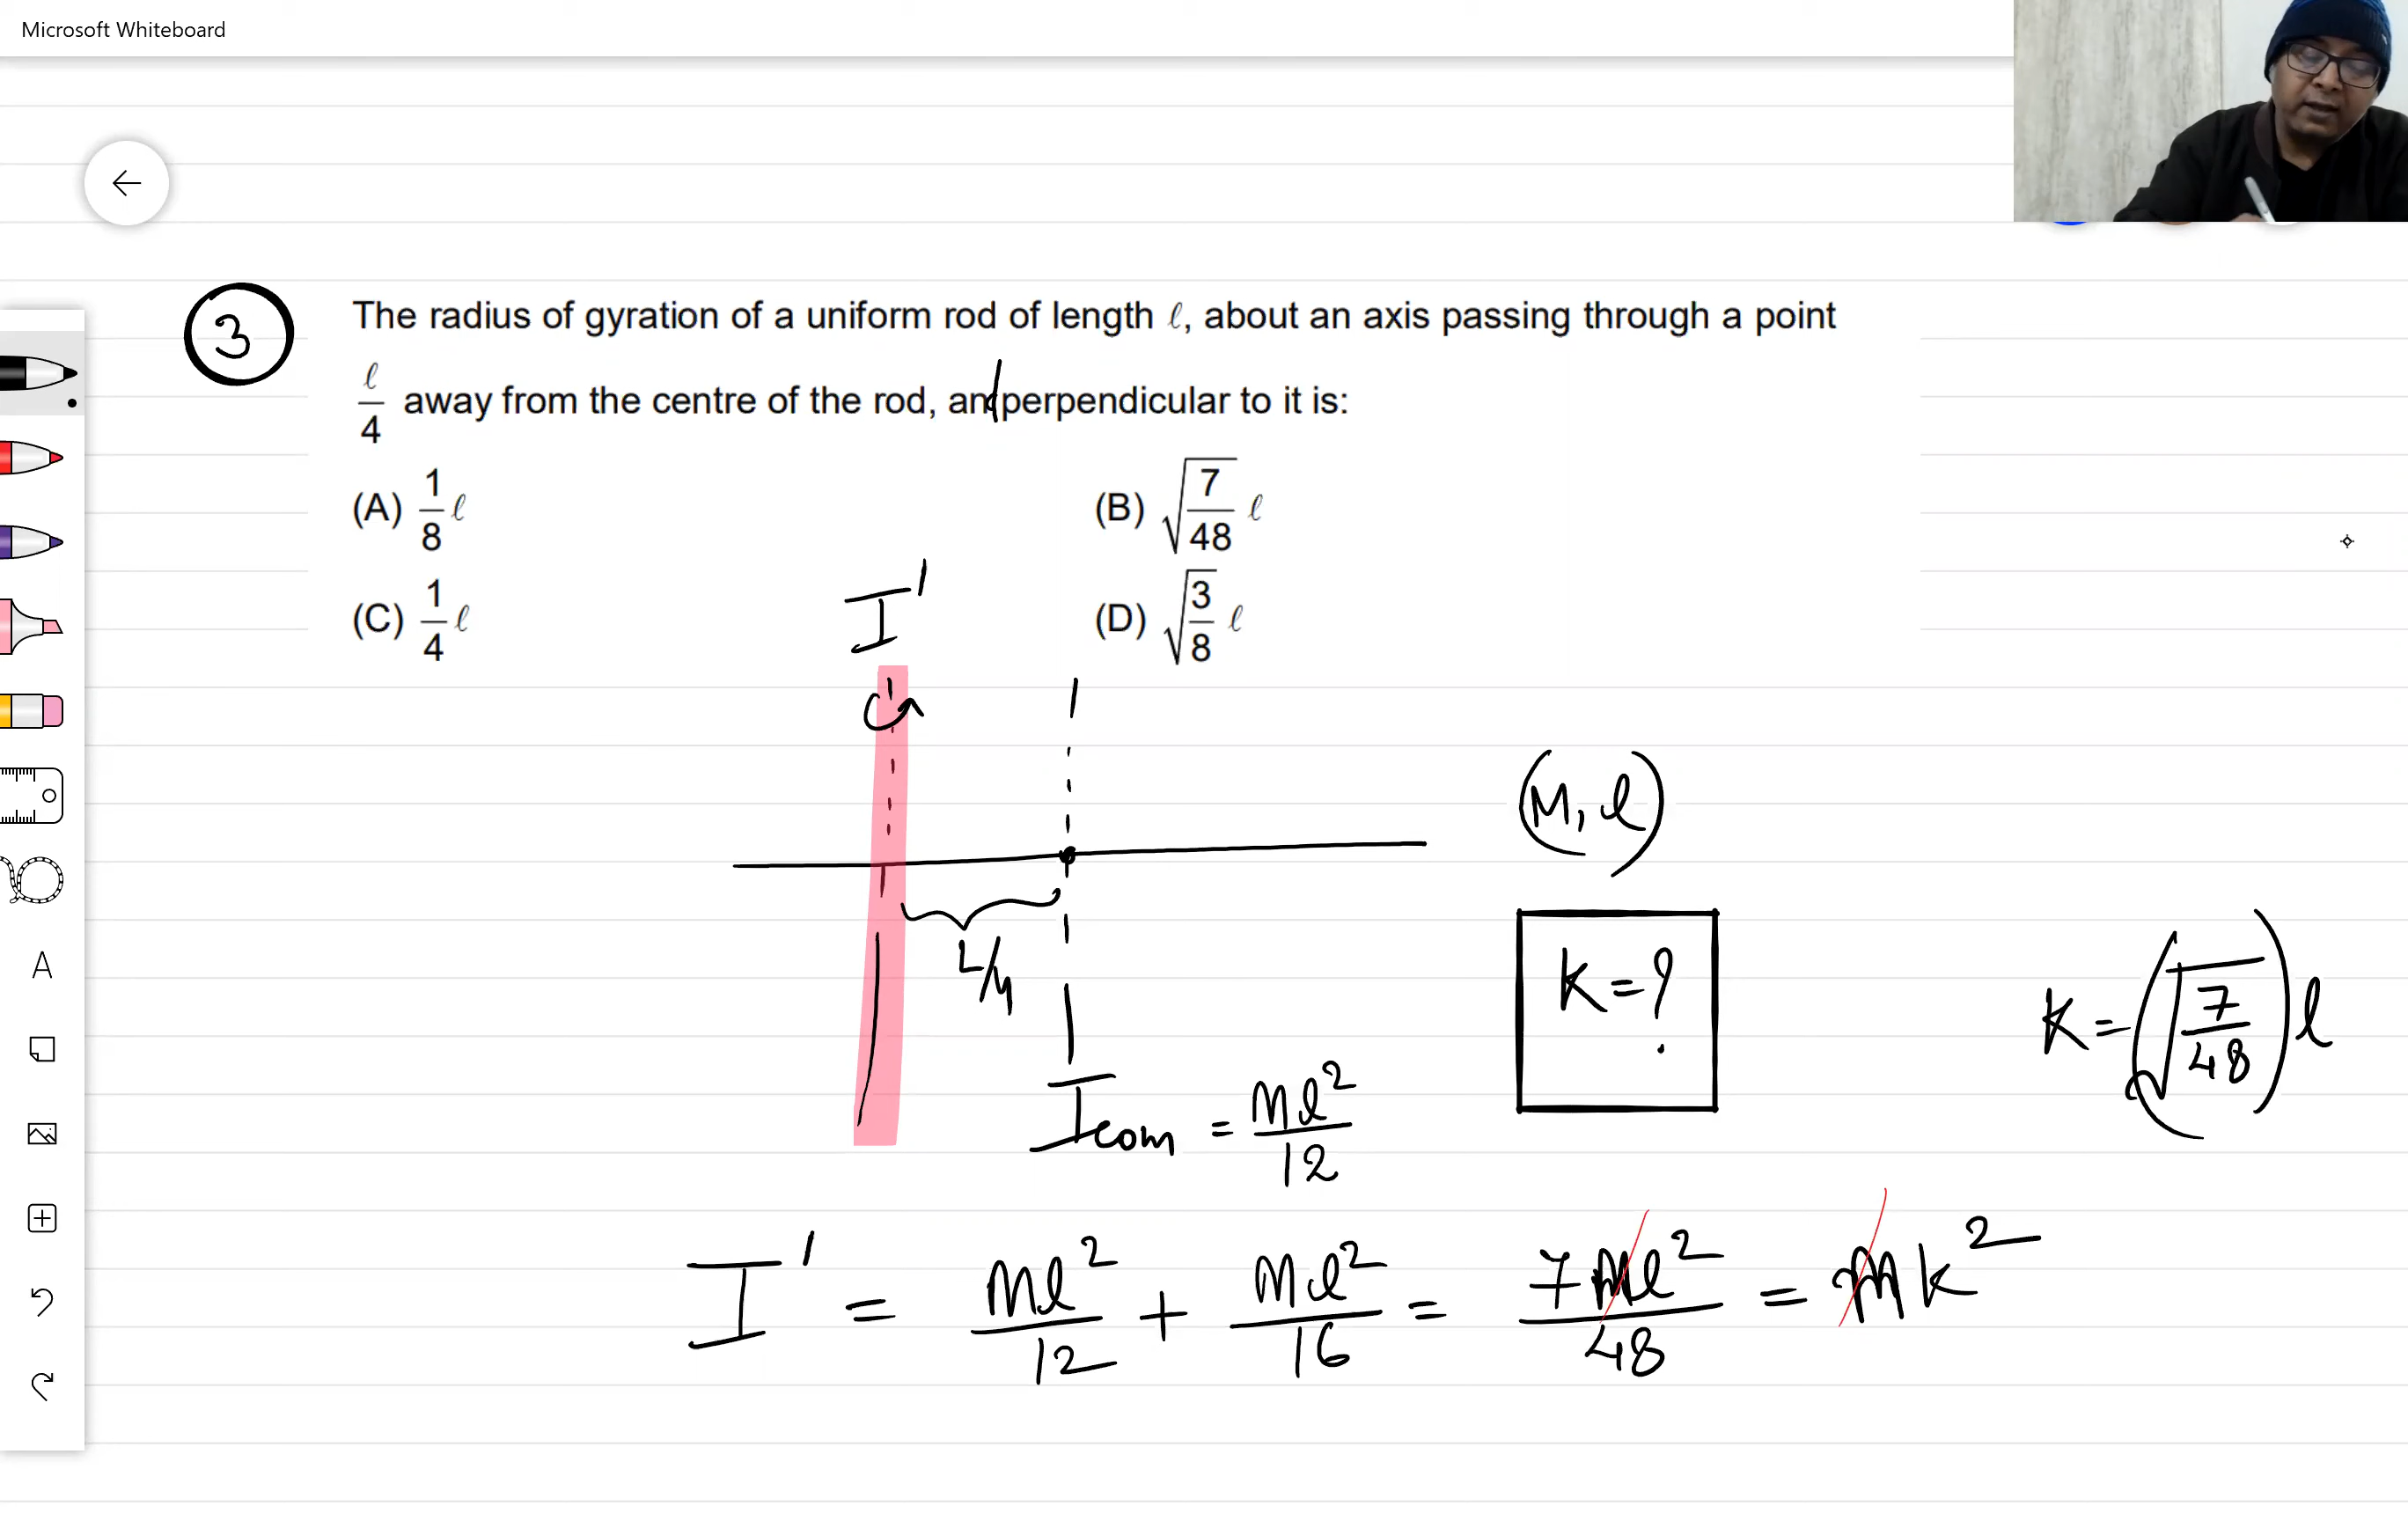 Microsoft Whiteboard
3
The radius of gyration of a uniform rod of length ℓ, about an axis passing through a point
ℓ/4 away from the centre of the rod, and perpendicular to it is:
(A) 1/8 ℓ (B) √(7/48) ℓ
(C) 1/4 ℓ (D) √(3/8) ℓ
I'
(M, l)
L/4
K = ?
K = (√(7/48)) l
Icom = Ml²/12
I' = Ml²/12 + Ml²/16 = 7Ml²/48 = Mk²
A